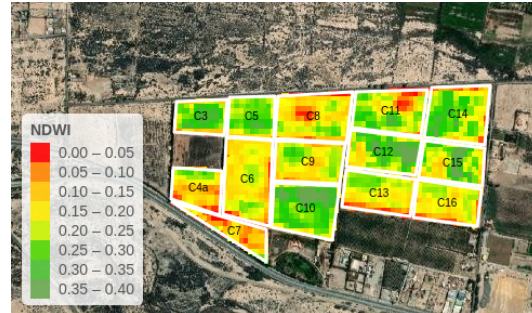 C3
C5
C8
C11
C14
C12
C15
C9
C6
C4a
C13
C16
C10
C7
NDWI
0.00 – 0.05
0.05 – 0.10
0.10 – 0.15
0.15 – 0.20
0.20 – 0.25
0.25 – 0.30
0.30 – 0.35
0.35 – 0.40